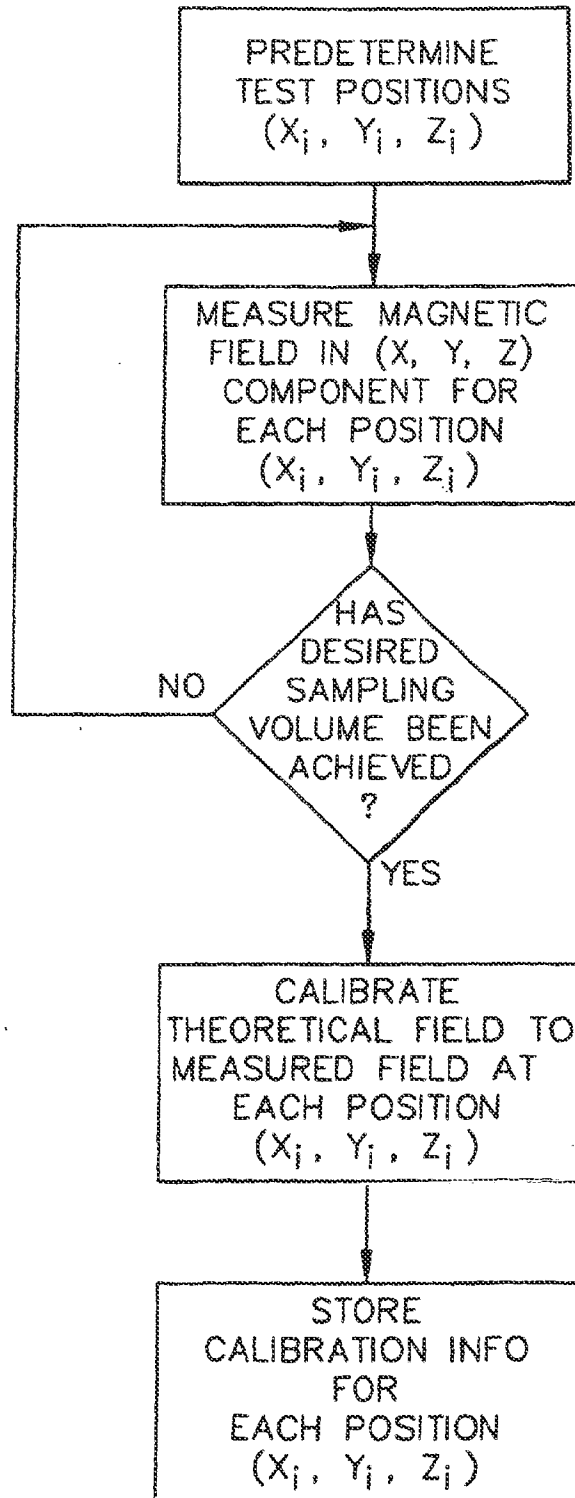 PREDETERMINE
TEST POSITIONS
(Xi, Yi, Zi)
MEASURE MAGNETIC
FIELD IN (X, Y, Z)
COMPONENT FOR
EACH POSITION
(Xi, Yi, Zi)
HAS
DESIRED
SAMPLING
VOLUME BEEN
ACHIEVED
?
NO
YES
CALIBRATE
THEORETICAL FIELD TO
MEASURED FIELD AT
EACH POSITION
(Xi, Yi, Zi)
STORE
CALIBRATION INFO
FOR
EACH POSITION
(Xi, Yi, Zi)